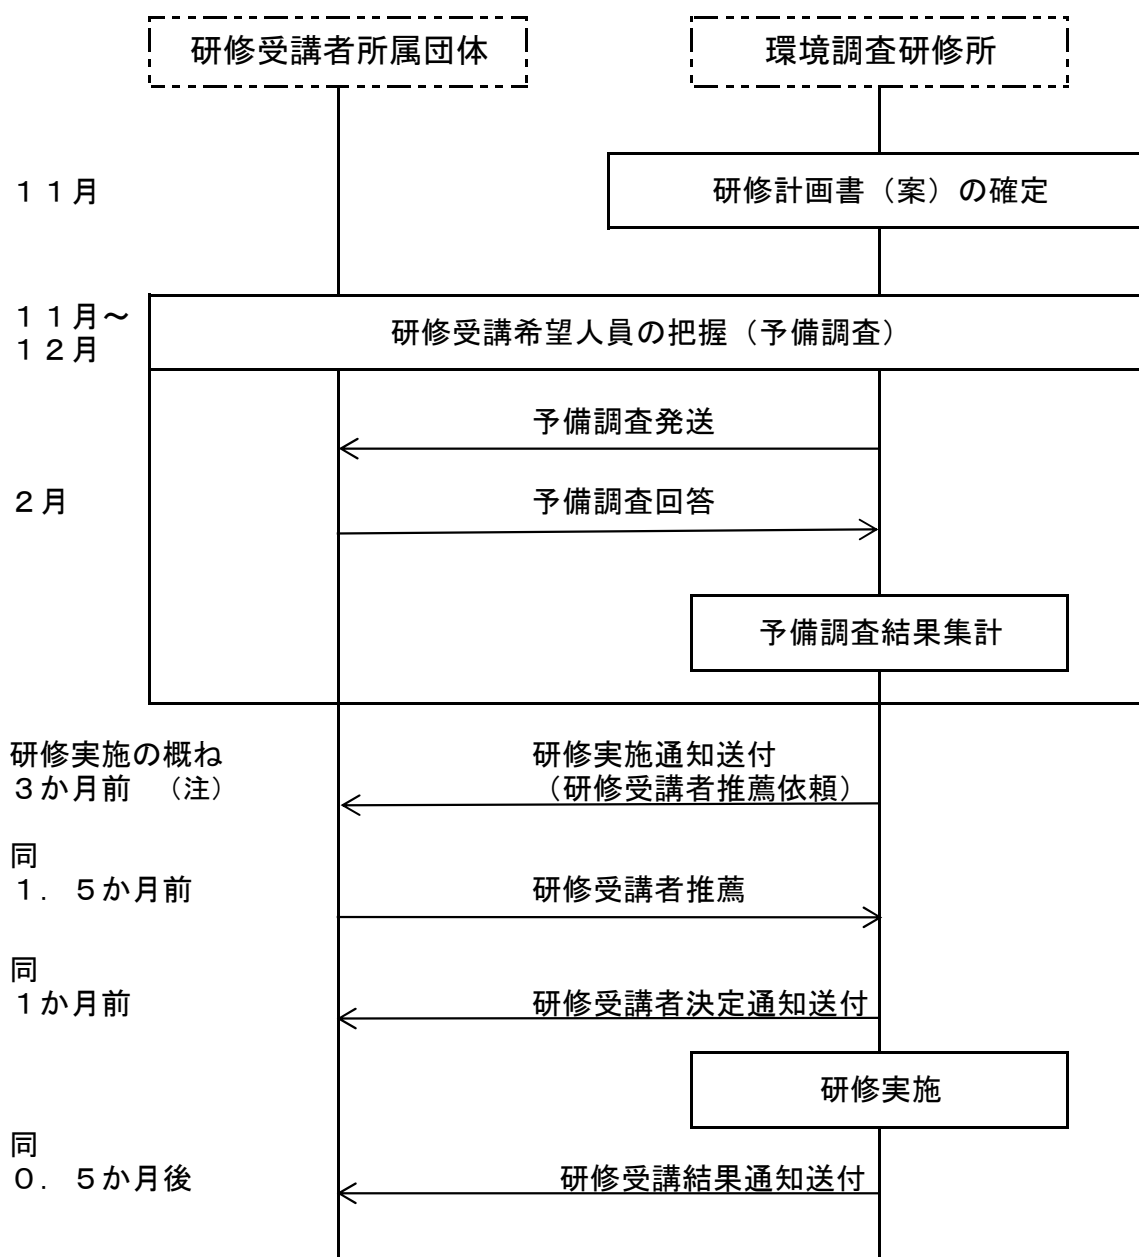 研修受講者所属団体
環境調査研修所
１１月
研修計画書（案）の確定
１１月～
１２月
研修受講希望人員の把握（予備調査）
予備調査発送
２月
予備調査回答
予備調査結果集計
研修実施の概ね
３か月前　（注）
研修実施通知送付
（研修受講者推薦依頼）
同
１．５か月前
研修受講者推薦
同
１か月前
研修受講者決定通知送付
研修実施
同
０．５か月後
研修受講結果通知送付